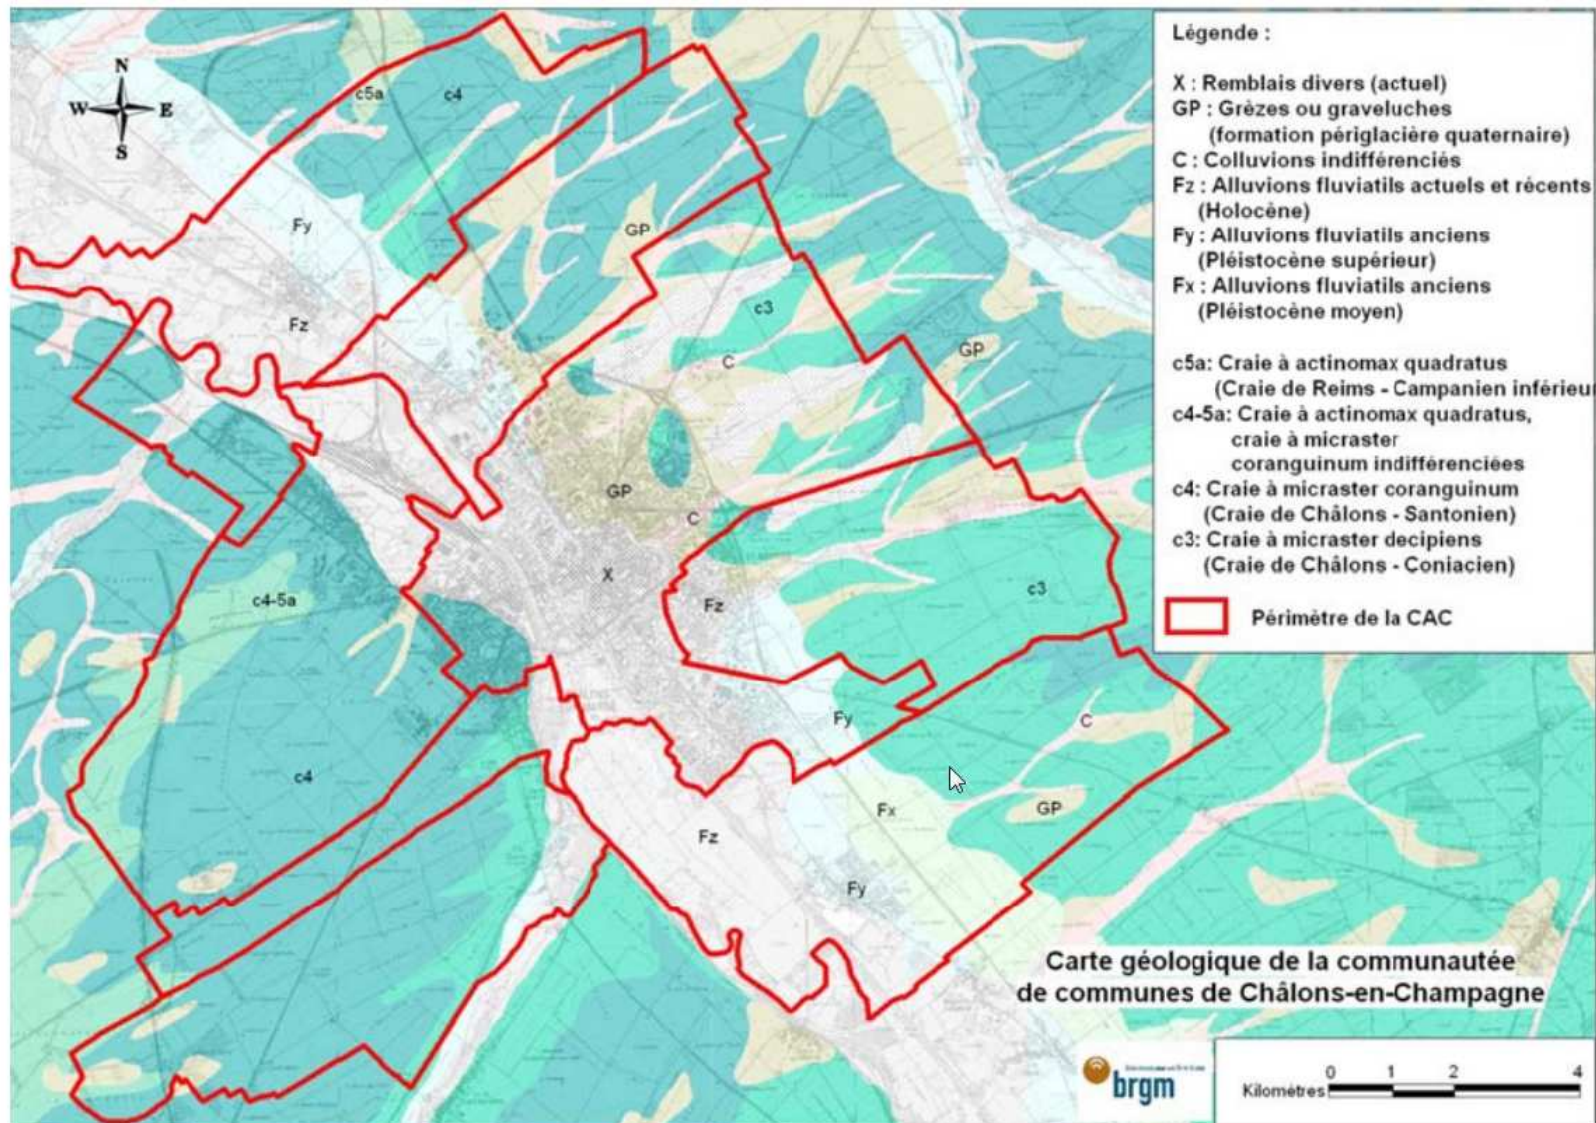 Légende :
X : Remblais divers (actuel)
GP : Grèzes ou graveluches
(formation périglacière quaternaire)
C : Colluvions indifférenciés
Fz : Alluvions fluviatils actuels et récents
(Holocène)
Fy : Alluvions fluviatils anciens
(Pléistocène supérieur)
Fx : Alluvions fluviatils anciens
(Pléistocène moyen)
c5a: Craie à actinomax quadratus
(Craie de Reims - Campanien inférieur
c4-5a: Craie à actinomax quadratus,
craie à micraster
coranguinum indifférenciées
c4: Craie à micraster coranguinum
(Craie de Châlons - Santonien)
c3: Craie à micraster decipiens
(Craie de Châlons - Coniacien)
Périmètre de la CAC
N
W E
S
c5a
c4
Fy
GP
Fz
c3
C
GP
GP
C
X
c3
c4-5a
Fz
Fy
C
c4
Fx
GP
Fz
Fy
Carte géologique de la communautée
de communes de Châlons-en-Champagne
brgm
0 1 2 4
Kilomètres